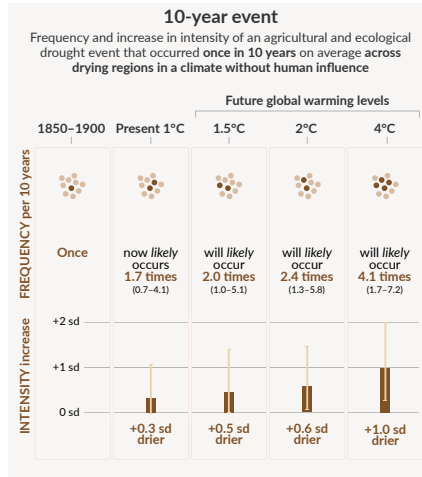 10-year event
Frequency and increase in intensity of an agricultural and ecological
drought event that occurred once in 10 years on average across
drying regions in a climate without human influence
Future global warming levels
1850–1900 Present 1°C 1.5°C 2°C 4°C
FREQUENCY per 10 years
Once
now likely will likely will likely will likely
occurs occur occur occur
1.7 times 2.0 times 2.4 times 4.1 times
(0.7–4.1) (1.0–5.1) (1.3–5.8) (1.7–7.2)
INTENSITY increase
+2 sd
+1 sd
0 sd
+0.3 sd +0.5 sd +0.6 sd +1.0 sd
drier drier drier drier